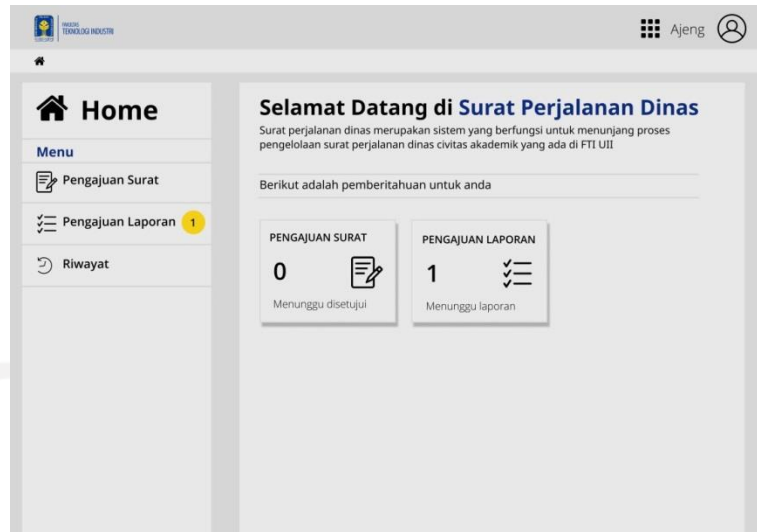 FAKULTAS
TEKNOLOGI INDUSTRI
Ajeng
Home
Menu
Pengajuan Surat
Pengajuan Laporan 1
Riwayat
Selamat Datang di Surat Perjalanan Dinas
Surat perjalanan dinas merupakan sistem yang berfungsi untuk menunjang proses
pengelolaan surat perjalanan dinas civitas akademik yang ada di FTI UII
Berikut adalah pemberitahuan untuk anda
PENGAJUAN SURAT
0
Menunggu disetujui
PENGAJUAN LAPORAN
1
Menunggu laporan